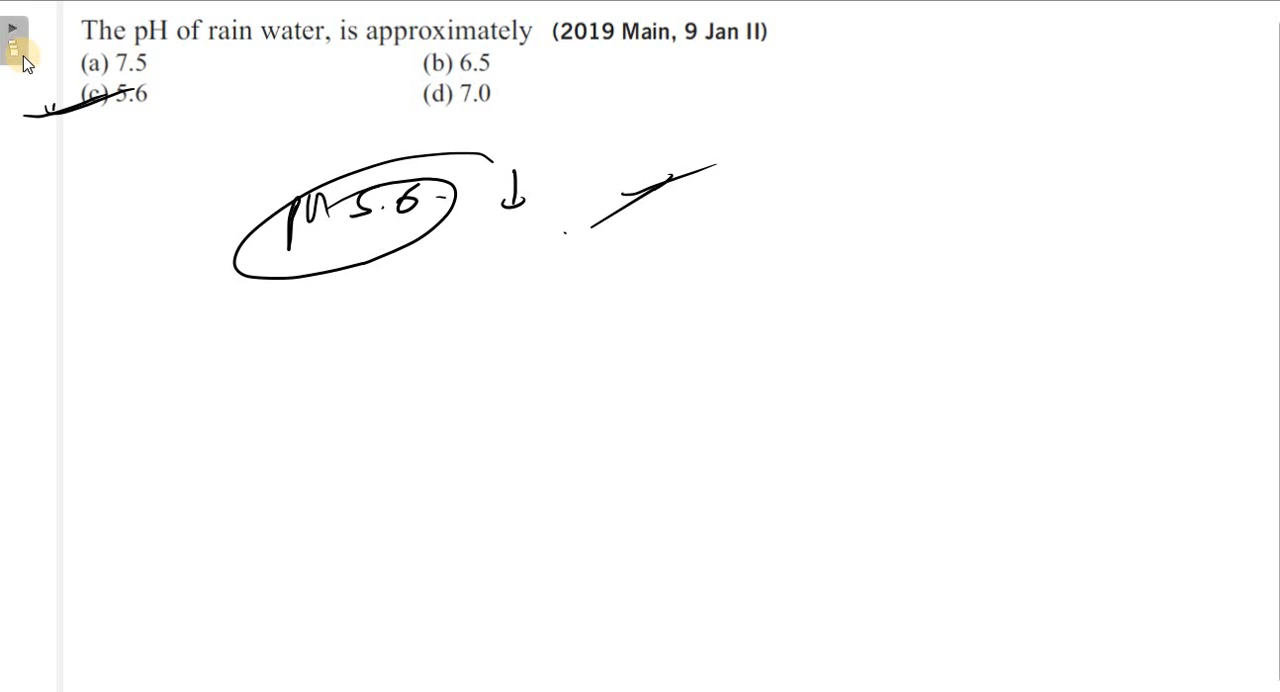 The pH of rain water, is approximately (2019 Main, 9 Jan II)
(a) 7.5 (b) 6.5
(c) 5.6 (d) 7.0
pH 5.6